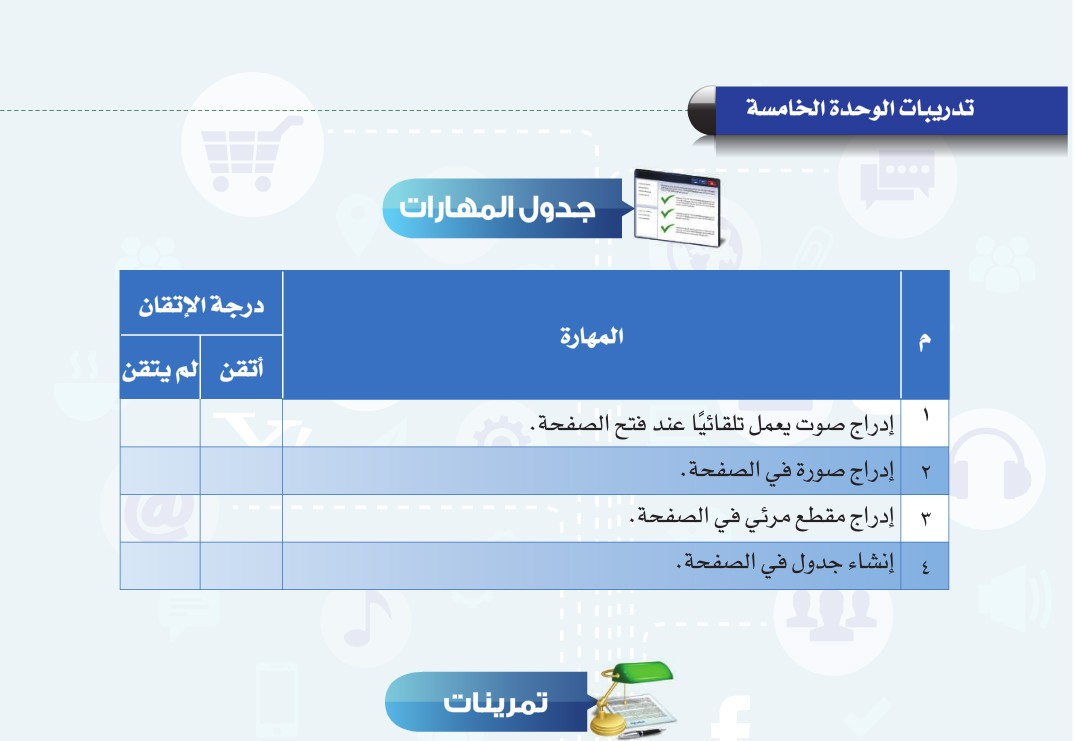 تدريبات الوحدة الخامسة
جدول المهارات
م المهارة درجة الإتقان
أتقن لم يتقن
١ إدراج صوت يعمل تلقائيًا عند فتح الصفحة.
٢ إدراج صورة في الصفحة.
٣ إدراج مقطع مرئي في الصفحة.
٤ إنشاء جدول في الصفحة.
تمرينات